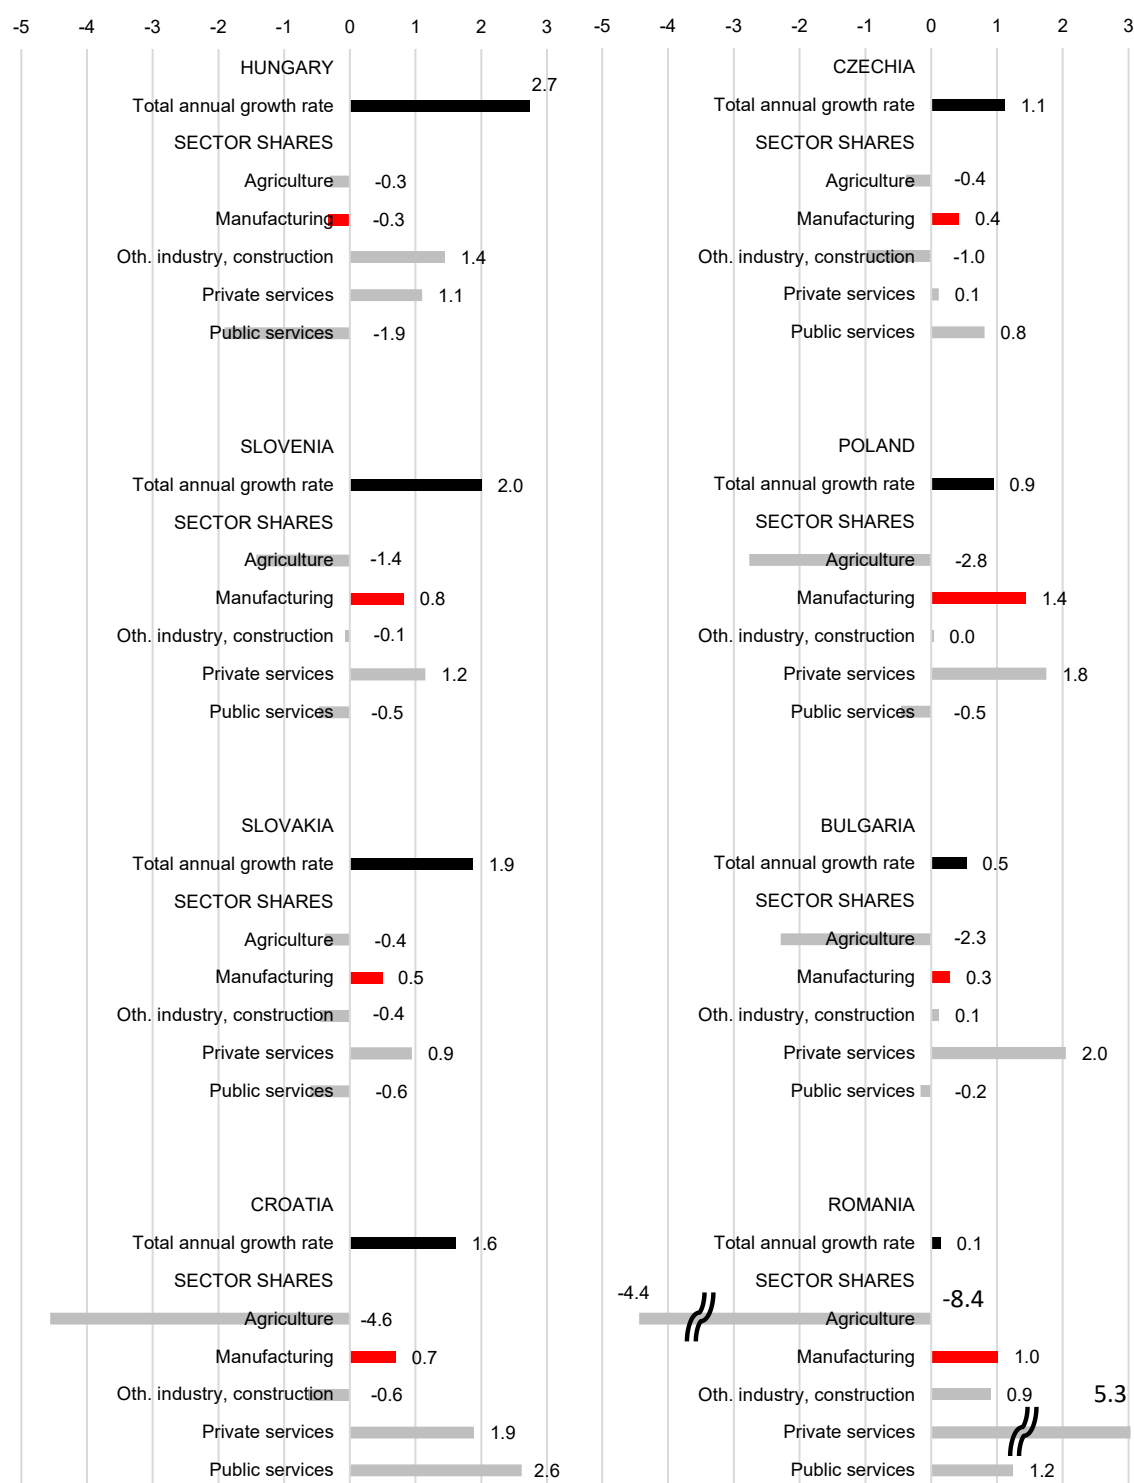 -5 -4 -3 -2 -1 0 1 2 3
HUNGARY
Total annual growth rate 2.7
SECTOR SHARES
Agriculture -0.3
Manufacturing -0.3
Oth. industry, construction 1.4
Private services 1.1
Public services -1.9
SLOVENIA
Total annual growth rate 2.0
SECTOR SHARES
Agriculture -1.4
Manufacturing 0.8
Oth. industry, construction -0.1
Private services 1.2
Public services -0.5
SLOVAKIA
Total annual growth rate 1.9
SECTOR SHARES
Agriculture -0.4
Manufacturing 0.5
Oth. industry, construction -0.4
Private services 0.9
Public services -0.6
CROATIA
Total annual growth rate 1.6
SECTOR SHARES
Agriculture -4.6
Manufacturing 0.7
Oth. industry, construction -0.6
Private services 1.9
Public services 2.6
-5 -4 -3 -2 -1 0 1 2 3
CZECHIA
Total annual growth rate 1.1
SECTOR SHARES
Agriculture -0.4
Manufacturing 0.4
Oth. industry, construction -1.0
Private services 0.1
Public services 0.8
POLAND
Total annual growth rate 0.9
SECTOR SHARES
Agriculture -2.8
Manufacturing 1.4
Oth. industry, construction 0.0
Private services 1.8
Public services -0.5
BULGARIA
Total annual growth rate 0.5
SECTOR SHARES
Agriculture -2.3
Manufacturing 0.3
Oth. industry, construction 0.1
Private services 2.0
Public services -0.2
ROMANIA
Total annual growth rate 0.1
SECTOR SHARES
-4.4 Agriculture -8.4
Manufacturing 1.0
Oth. industry, construction 0.9 5.3
Private services
Public services 1.2